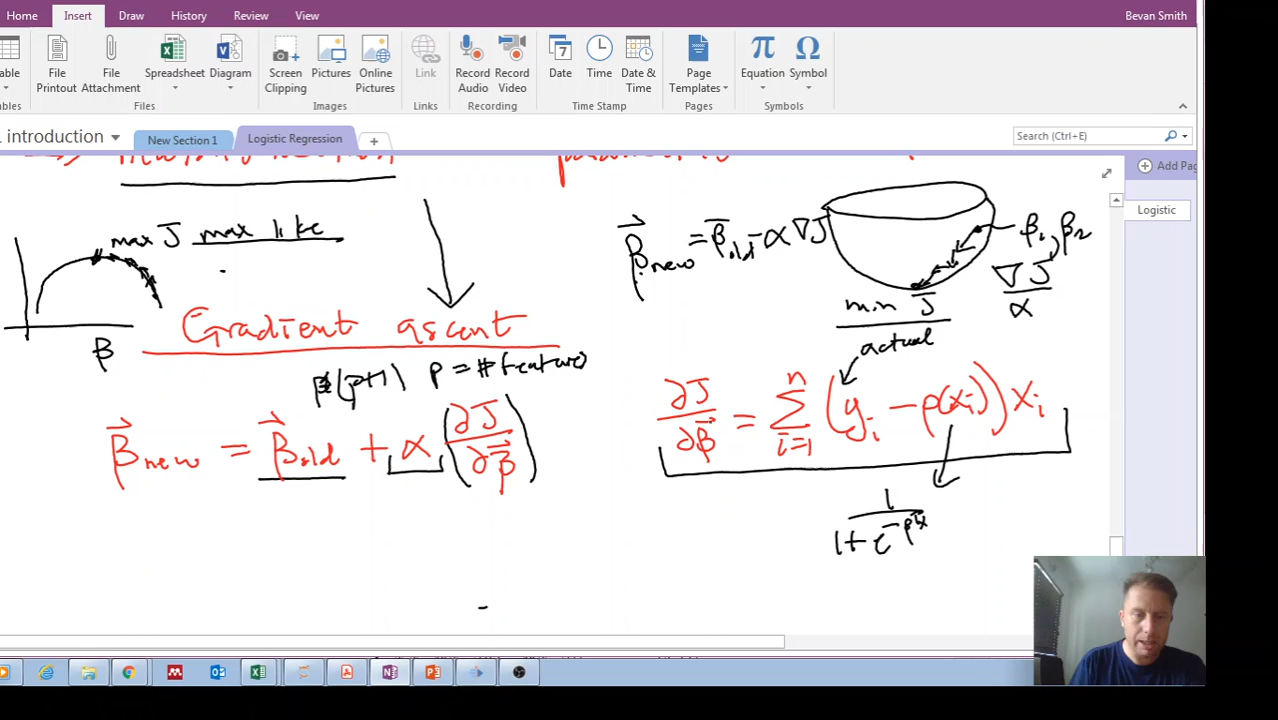 Home Insert Draw History Review View Bevan Smith
File Printout
File Attachment
Spreadsheet
Diagram
Screen Clipping
Pictures
Online Pictures
Link
Record Audio
Record Video
Date
Time
Date & Time
Page Templates
Equation
Symbol
Files Images Links Recording Time Stamp Pages Symbols
introduction New Section 1 Logistic Regression Search (Ctrl+E)
Add Pag
Logistic
max J max like
β
β new = β old - α ∇J
β1, β2
∇J
α
min J
actual
Gradient ascent
(p+1) p = # features
β new = β old + α (∂J/∂β)
∂J/∂β = Σ i=1 n (yi - p(xi)) xi
1
1+e